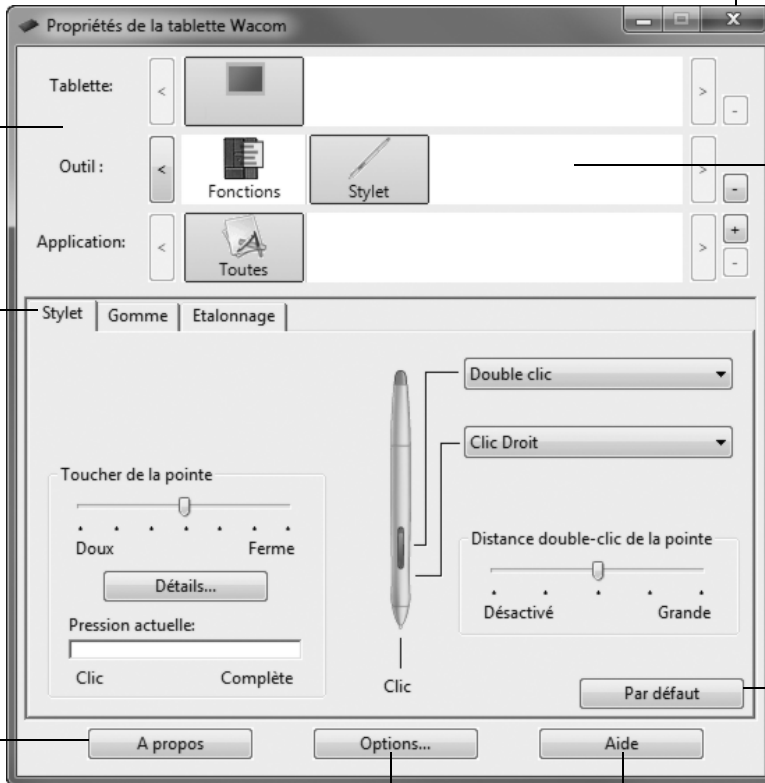 Propriétés de la tablette Wacom
Tablette:
Outil :
Fonctions
Stylet
Application:
Toutes
Stylet
Gomme
Etalonnage
Double clic
Clic Droit
Toucher de la pointe
Doux
Ferme
Détails...
Pression actuelle:
Clic
Complète
Clic
Distance double-clic de la pointe
Désactivé
Grande
Par défaut
A propos
Options...
Aide